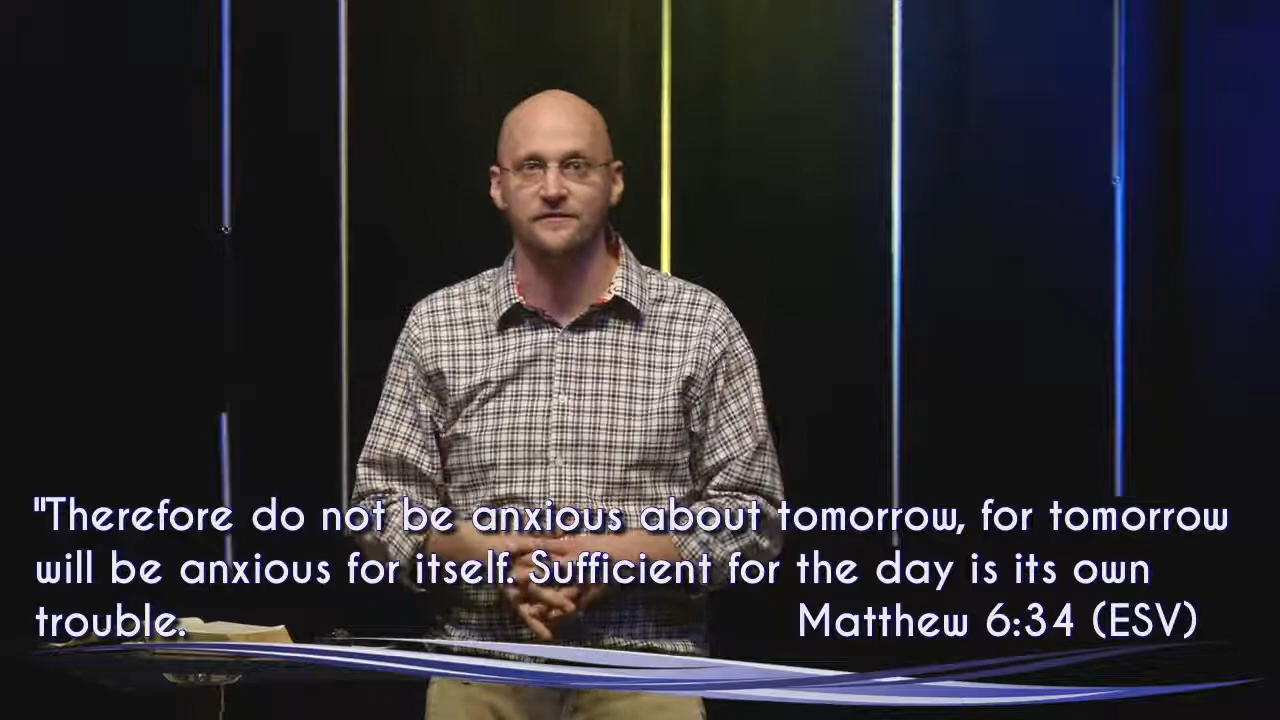 "Therefore do not be anxious about tomorrow, for tomorrow
will be anxious for itself. Sufficient for the day is its own
trouble. Matthew 6:34 (ESV)